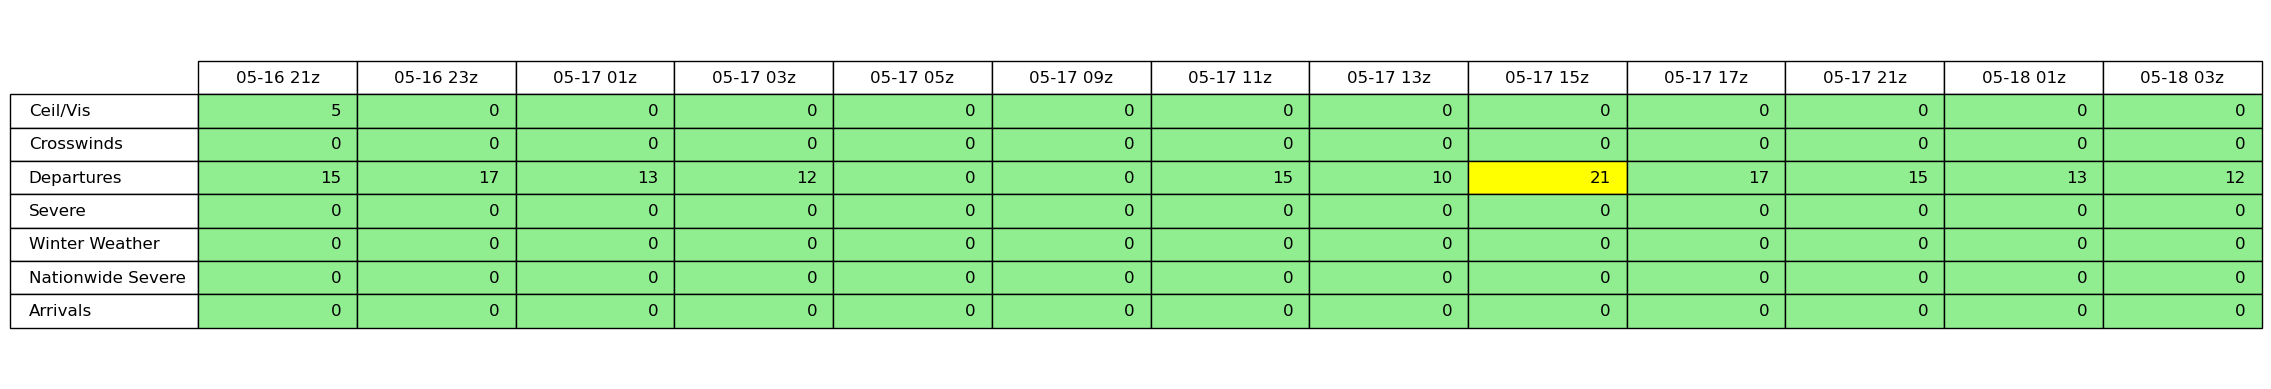 05-16 21z 05-16 23z 05-17 01z 05-17 03z 05-17 05z 05-17 09z 05-17 11z 05-17 13z 05-17 15z 05-17 17z 05-17 21z 05-18 01z 05-18 03z
Ceil/Vis 5 0 0 0 0 0 0 0 0 0 0 0 0
Crosswinds 0 0 0 0 0 0 0 0 0 0 0 0 0
Departures 15 17 13 12 0 0 15 10 21 17 15 13 12
Severe 0 0 0 0 0 0 0 0 0 0 0 0 0
Winter Weather 0 0 0 0 0 0 0 0 0 0 0 0 0
Nationwide Severe 0 0 0 0 0 0 0 0 0 0 0 0 0
Arrivals 0 0 0 0 0 0 0 0 0 0 0 0 0